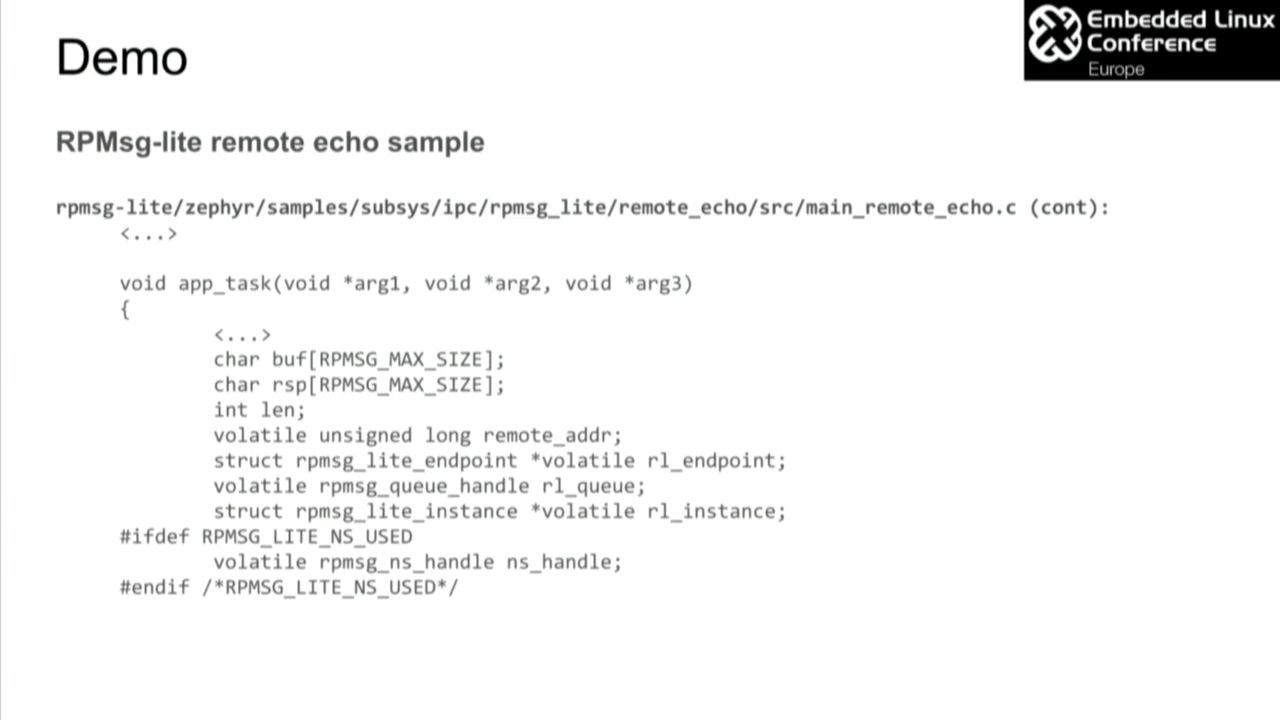 Demo
Embedded Linux
Conference
Europe
RPMsg-lite remote echo sample
rpmsg-lite/zephyr/samples/subsys/ipc/rpmsg_lite/remote_echo/src/main_remote_echo.c (cont):
<...>
void app_task(void *arg1, void *arg2, void *arg3)
{
<...>
char buf[RPMSG_MAX_SIZE];
char rsp[RPMSG_MAX_SIZE];
int len;
volatile unsigned long remote_addr;
struct rpmsg_lite_endpoint *volatile rl_endpoint;
volatile rpmsg_queue_handle rl_queue;
struct rpmsg_lite_instance *volatile rl_instance;
#ifdef RPMSG_LITE_NS_USED
volatile rpmsg_ns_handle ns_handle;
#endif /*RPMSG_LITE_NS_USED*/